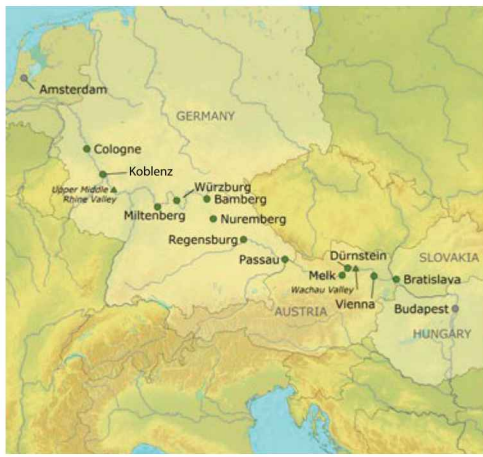 Amsterdam
GERMANY
Cologne
Koblenz
Upper Middle
Rhine Valley
Würzburg
Bamberg
Miltenberg
Nuremberg
Regensburg
Passau
Dürnstein
SLOVAKIA
Melk
Bratislava
Wachau Valley
Vienna
AUSTRIA
Budapest
HUNGARY